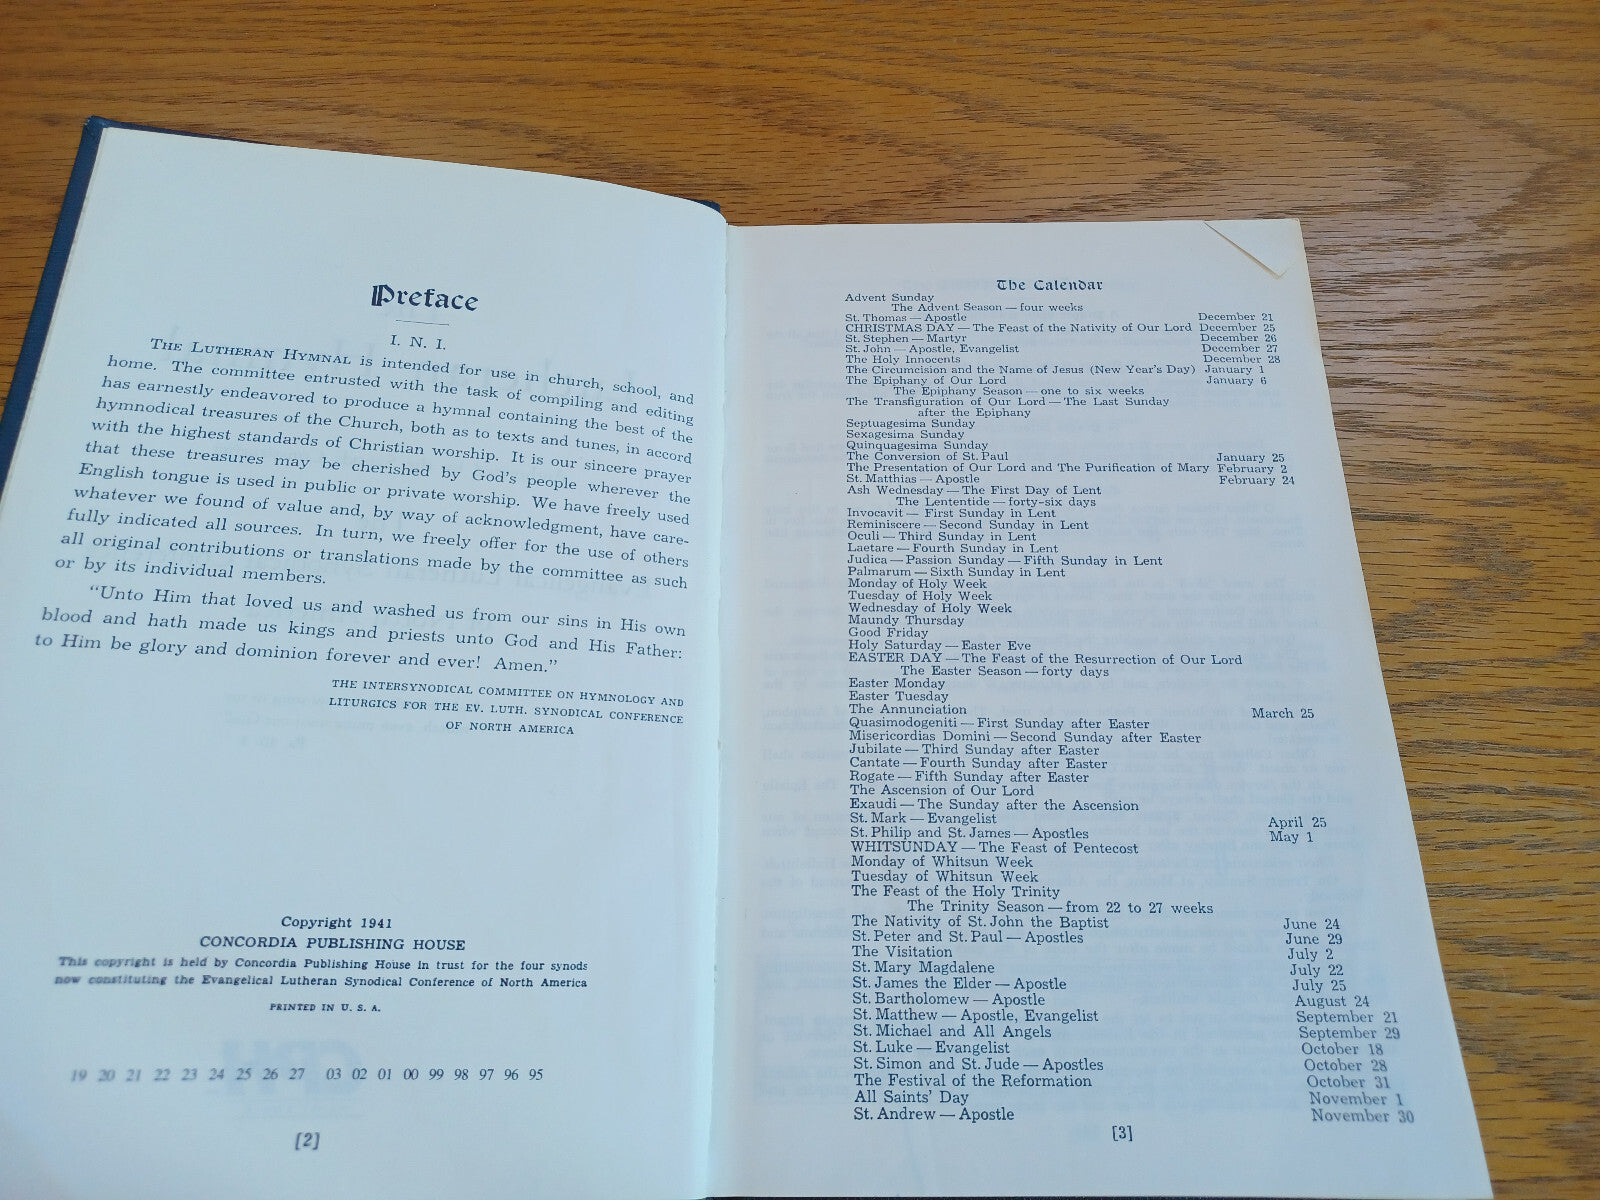 Preface
I. N. I.
THE LUTHERAN HYMNAL is intended for use in church, school, and
home. The committee entrusted with the task of compiling and editing
has earnestly endeavored to produce a hymnal containing the best of the
hymnodical treasures of the Church, both as to texts and tunes, in accord
with the highest standards of Christian worship. It is our sincere prayer
that these treasures may be cherished by God's people wherever the
English tongue is used in public or private worship. We have freely used
whatever we found of value and, by way of acknowledgment, have care-
fully indicated all sources. In turn, we freely offer for the use of others
all original contributions or translations made by the committee as such
or by its individual members.
“Unto Him that loved us and washed us from our sins in His own
blood and hath made us kings and priests unto God and His Father:
to Him be glory and dominion forever and ever! Amen.”
THE INTERSYNODICAL COMMITTEE ON HYMNOLOGY AND
LITURGICS FOR THE EV. LUTH. SYNODICAL CONFERENCE
OF NORTH AMERICA
Copyright 1941
CONCORDIA PUBLISHING HOUSE
This copyright is held by Concordia Publishing House in trust for the four synods
now constituting the Evangelical Lutheran Synodical Conference of North America
PRINTED IN U. S. A.
19 20 21 22 23 24 25 26 27 03 02 01 00 99 98 97 96 95
[2]
The Calendar
Advent Sunday
The Advent Season — four weeks
St. Thomas — Apostle December 21
CHRISTMAS DAY — The Feast of the Nativity of Our Lord December 25
St. Stephen — Martyr December 26
St. John — Apostle, Evangelist December 27
The Holy Innocents December 28
The Circumcision and the Name of Jesus (New Year's Day) January 1
The Epiphany of Our Lord January 6
The Epiphany Season — one to six weeks
The Transfiguration of Our Lord — The Last Sunday
after the Epiphany
Septuagesima Sunday
Sexagesima Sunday
Quinquagesima Sunday
The Conversion of St. Paul January 25
The Presentation of Our Lord and The Purification of Mary February 2
St. Matthias — Apostle February 24
Ash Wednesday — The First Day of Lent
The Lententide — forty-six days
Invocavit — First Sunday in Lent
Reminiscere — Second Sunday in Lent
Oculi — Third Sunday in Lent
Laetare — Fourth Sunday in Lent
Judica — Passion Sunday — Fifth Sunday in Lent
Palmarum — Sixth Sunday in Lent
Monday of Holy Week
Tuesday of Holy Week
Wednesday of Holy Week
Maundy Thursday
Good Friday
Holy Saturday — Easter Eve
EASTER DAY — The Feast of the Resurrection of Our Lord
The Easter Season — forty days
Easter Monday
Easter Tuesday
The Annunciation March 25
Quasimodogeniti — First Sunday after Easter
Misericordias Domini — Second Sunday after Easter
Jubilate — Third Sunday after Easter
Cantate — Fourth Sunday after Easter
Rogate — Fifth Sunday after Easter
The Ascension of Our Lord
Exaudi — The Sunday after the Ascension
St. Mark — Evangelist April 25
St. Philip and St. James — Apostles May 1
WHITSUNDAY — The Feast of Pentecost
Monday of Whitsun Week
Tuesday of Whitsun Week
The Feast of the Holy Trinity
The Trinity Season — from 22 to 27 weeks
The Nativity of St. John the Baptist June 24
St. Peter and St. Paul — Apostles June 29
The Visitation July 2
St. Mary Magdalene July 22
St. James the Elder — Apostle July 25
St. Bartholomew — Apostle August 24
St. Matthew — Apostle, Evangelist September 21
St. Michael and All Angels September 29
St. Luke — Evangelist October 18
St. Simon and St. Jude — Apostles October 28
The Festival of the Reformation October 31
All Saints' Day November 1
St. Andrew — Apostle November 30
[3]